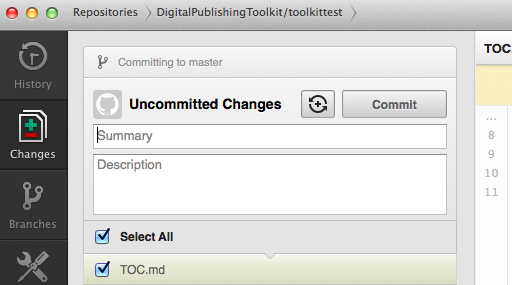 Repositories DigitalPublishingToolkit/toolkittest
History
Changes
Branches
Committing to master
Uncommitted Changes
Commit
Summary
Description
Select All
TOC.md
TOC
...
8
9
10
11